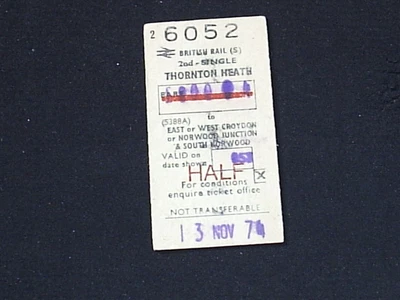 2 6052
BRITISH RAIL (S)
2nd - SINGLE
THORNTON HEATH
to
(5388A)
EAST or WEST CROYDON
or NORWOOD JUNCTION
& SOUTH NORWOOD
VALID on
date shown
HALF X
For conditions
enquire ticket office
NOT TRANSFERABLE
13 NOV 74